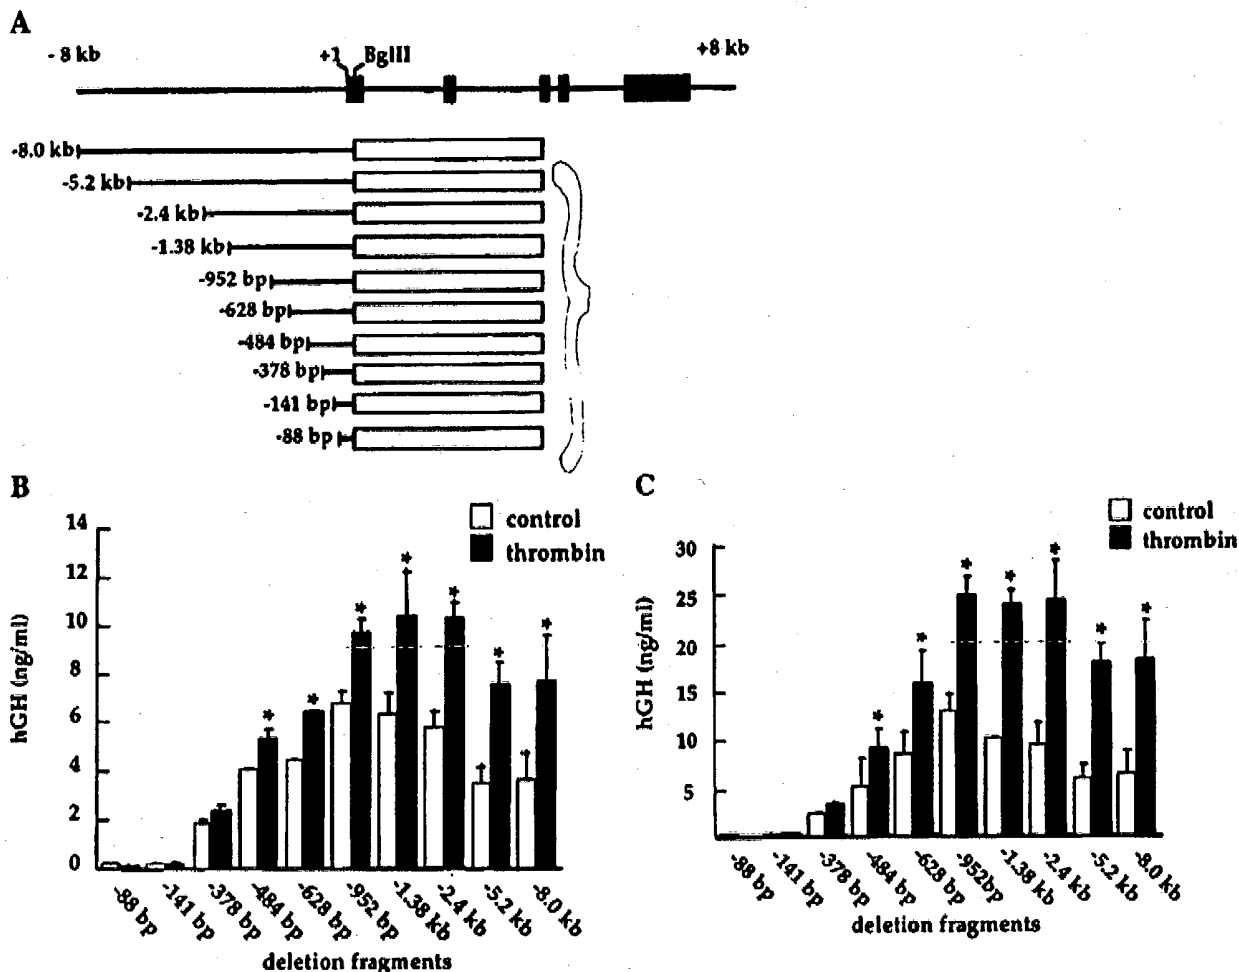 A
- 8 kb
+1
BglII
+8 kb
-8.0 kb
-5.2 kb
-2.4 kb
-1.38 kb
-952 bp
-628 bp
-484 bp
-378 bp
-141 bp
-88 bp
B
control
thrombin
14
12
10
8
6
4
2
0
hGH (ng/ml)
* * * * * * *
-88 bp
-141 bp
-378 bp
-484 bp
-628 bp
-952 bp
-1.38 kb
-2.4 kb
-5.2 kb
-8.0 kb
deletion fragments
C
control
thrombin
30
25
20
15
10
5
hGH (ng/ml)
* * * * * * *
-88 bp
-141 bp
-378 bp
-484 bp
-628 bp
-952bp
-1.38 kb
-2.4 kb
-5.2 kb
-8.0 kb
deletion fragments